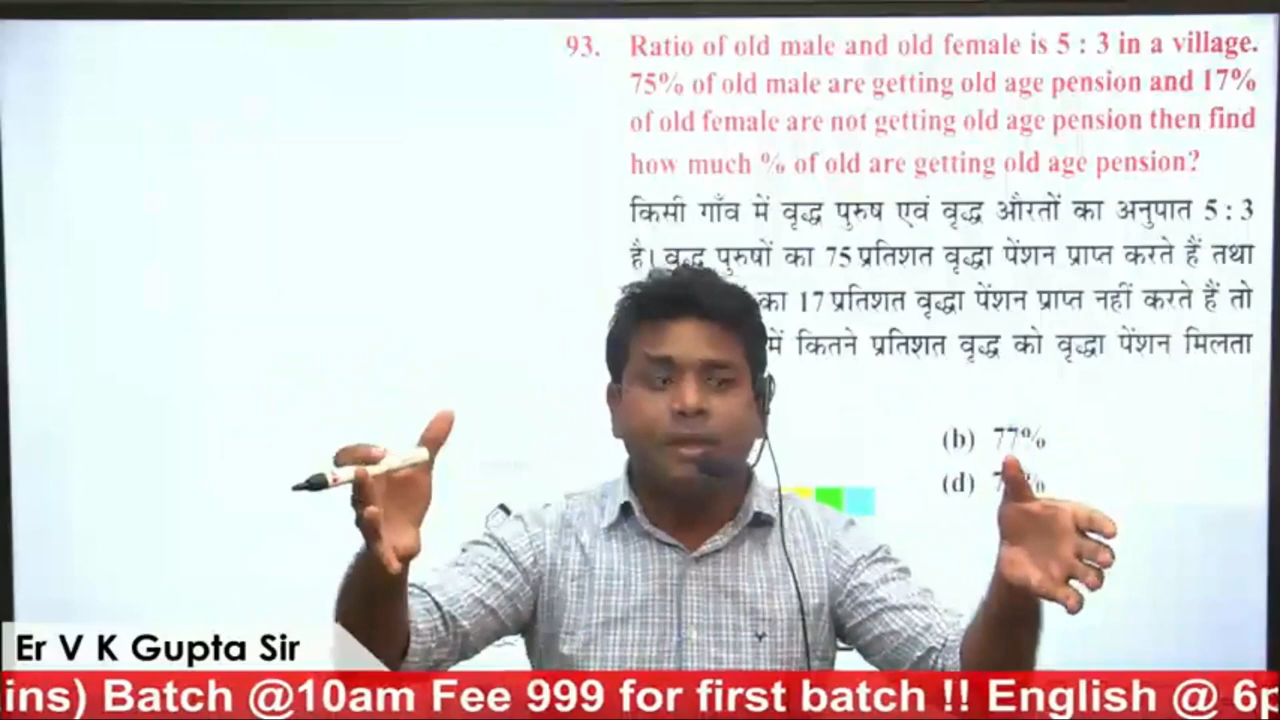 93. Ratio of old male and old female is 5 : 3 in a village.
75% of old male are getting old age pension and 17%
of old female are not getting old age pension then find
how much % of old are getting old age pension?
किसी गाँव में वृद्ध पुरुष एवं वृद्ध औरतों का अनुपात 5 : 3
है। वृद्ध पुरुषों का 75 प्रतिशत वृद्धा पेंशन प्राप्त करते हैं तथा
का 17 प्रतिशत वृद्धा पेंशन प्राप्त नहीं करते हैं तो
में कितने प्रतिशत वृद्ध को वृद्धा पेंशन मिलता
(b) 77%
(d)
Er V K Gupta Sir
ins) Batch @10am Fee 999 for first batch !! English @ 6p